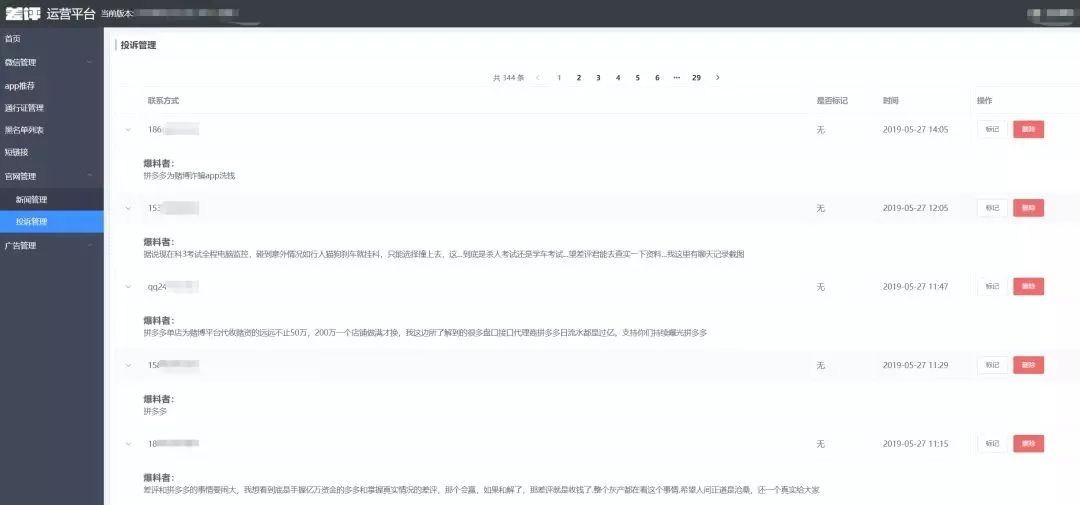 差评 运营平台 当前版本:
首页
微信管理
app推荐
通行证管理
黑名单列表
短链接
官网管理
新闻管理
投诉管理
广告管理
投诉管理
共 344 条 1 2 3 4 5 6 ··· 29
联系方式 是否标记 时间 操作
186 无 2019-05-27 14:05 标记 删除
爆料者：
拼多多为赌博诈骗app洗钱
153 无 2019-05-27 12:05 标记 删除
爆料者：
据说现在科3考试全程电脑监控，碰到意外情况如行人猫狗刹车就挂科，只能选择撞上去，这...到底是杀人考试还是学车考试...望差评君能去查实一下资料...我这里有聊天记录截图
qq24 无 2019-05-27 11:47 标记 删除
爆料者：
拼多多单店为赌博平台代收赌资的远远不止50万，200万一个店铺做满才换，我这边所了解到的很多盘口接口代理商拼多多日流水都是过亿。支持你们持续曝光拼多多
158 无 2019-05-27 11:29 标记 删除
爆料者：
拼多多
18 无 2019-05-27 11:15 标记 删除
爆料者：
差评和拼多多的事情要闹大，我想看到底是手握亿万资金的多多和掌握真实情况的差评，那个会赢，如果和解了，那差评就是收钱了.整个灰产都在看这个事情.希望人间正道是沧桑，还一个真实给大家